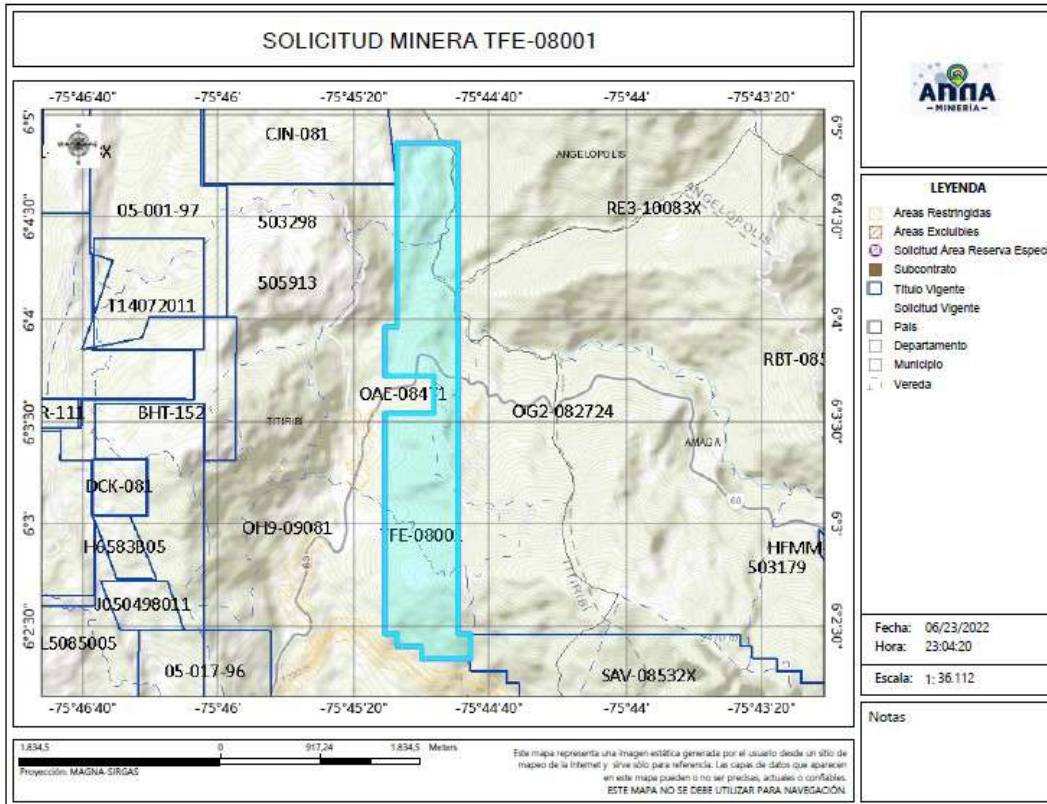 SOLICITUD MINERA TFE-08001
ANNA
-MINERÍA-
-75°46'40" -75°46' -75°45'20" -75°44'40" -75°44' -75°43'20"
6°5' 6°5'
CJN-081
ANGELÓPOLIS
05-001-97
RE3-10083X
ANGELOPOLIS
503298
6°4'30" 6°4'30"
505913
T14072011
6°4' 6°4'
RBT-085
OAE-08471
R-111
BHT-152
OG2-082724
TITIRIBI
6°3'30" 6°3'30"
AMAGA
DCK-081
60
6°3' 6°3'
OH9-09081
TFE-0800
H6583B05
HFMM
503179
60
TITIRIBI
J050498011
6°2'30" 6°2'30"
L5085005
05-017-96
SAV-08532X
-75°46'40" -75°46' -75°45'20" -75°44'40" -75°44' -75°43'20"
LEYENDA
Areas Restringidas
Areas Excluibles
Solicitud Area Reserva Especi
Subcontrato
Título Vigente
Solicitud Vigente
País
Departamento
Municipio
Vereda
Fecha: 06/23/2022
Hora: 23:04:20
Escala: 1: 36.112
Notas
1.834,5 0 917,24 1.834,5 Meters
Proyección: MAGNA-SIRGAS
Este mapa representa una imagen estática generada por el usuario desde un sitio de
mapeo de la Internet y sirve sólo para referencia. Las capas de datos que aparecen
en este mapa pueden o no ser precisas, actuales o confiables.
ESTE MAPA NO SE DEBE UTILIZAR PARA NAVEGACIÓN.